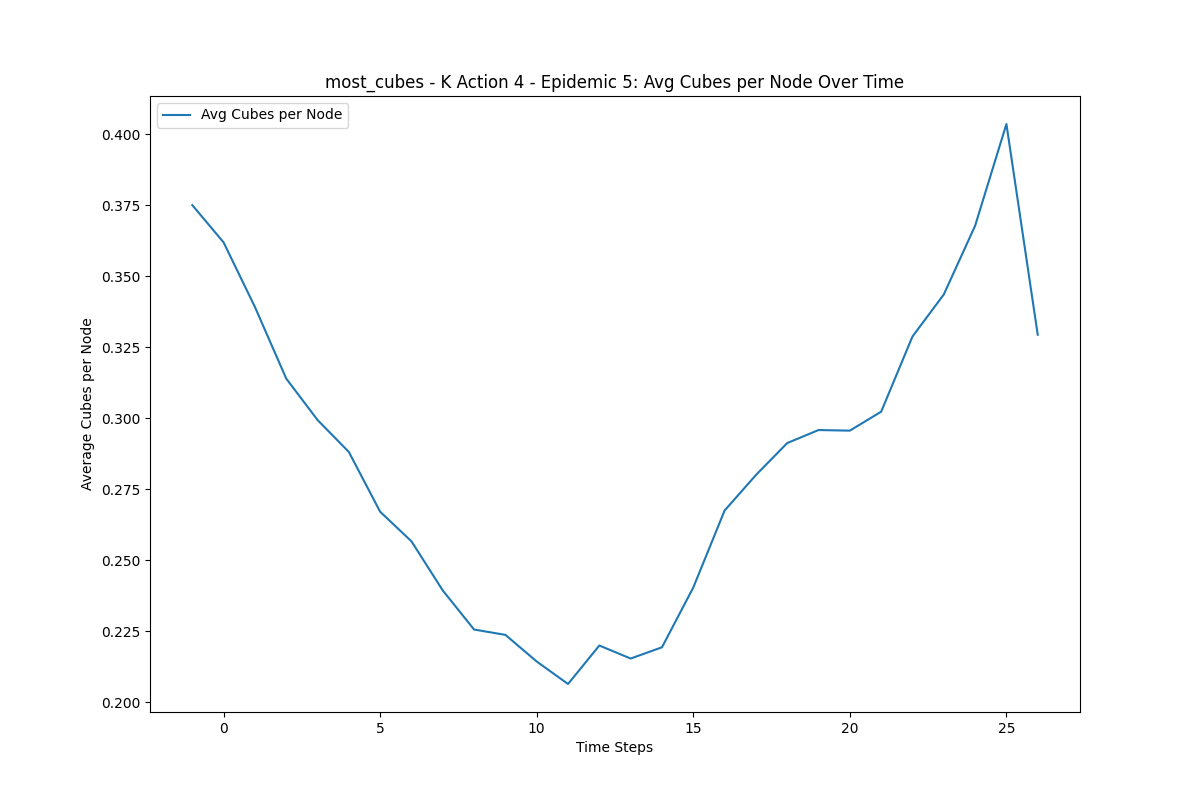 most_cubes - K Action 4 - Epidemic 5: Avg Cubes per Node Over Time
Avg Cubes per Node
0.400
0.375
0.350
0.325
0.300
0.275
0.250
0.225
0.200
Average Cubes per Node
0 5 10 15 20 25
Time Steps